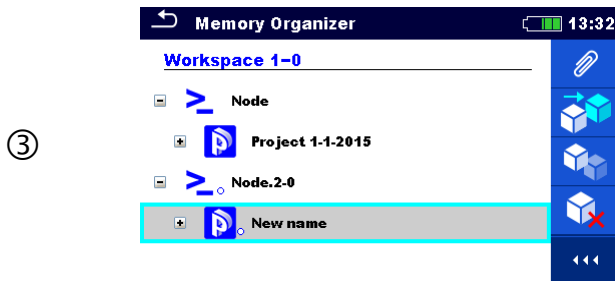 Memory Organizer 13:32
Workspace 1-0
Node
Project 1-1-2015
③
Node.2-0
New name